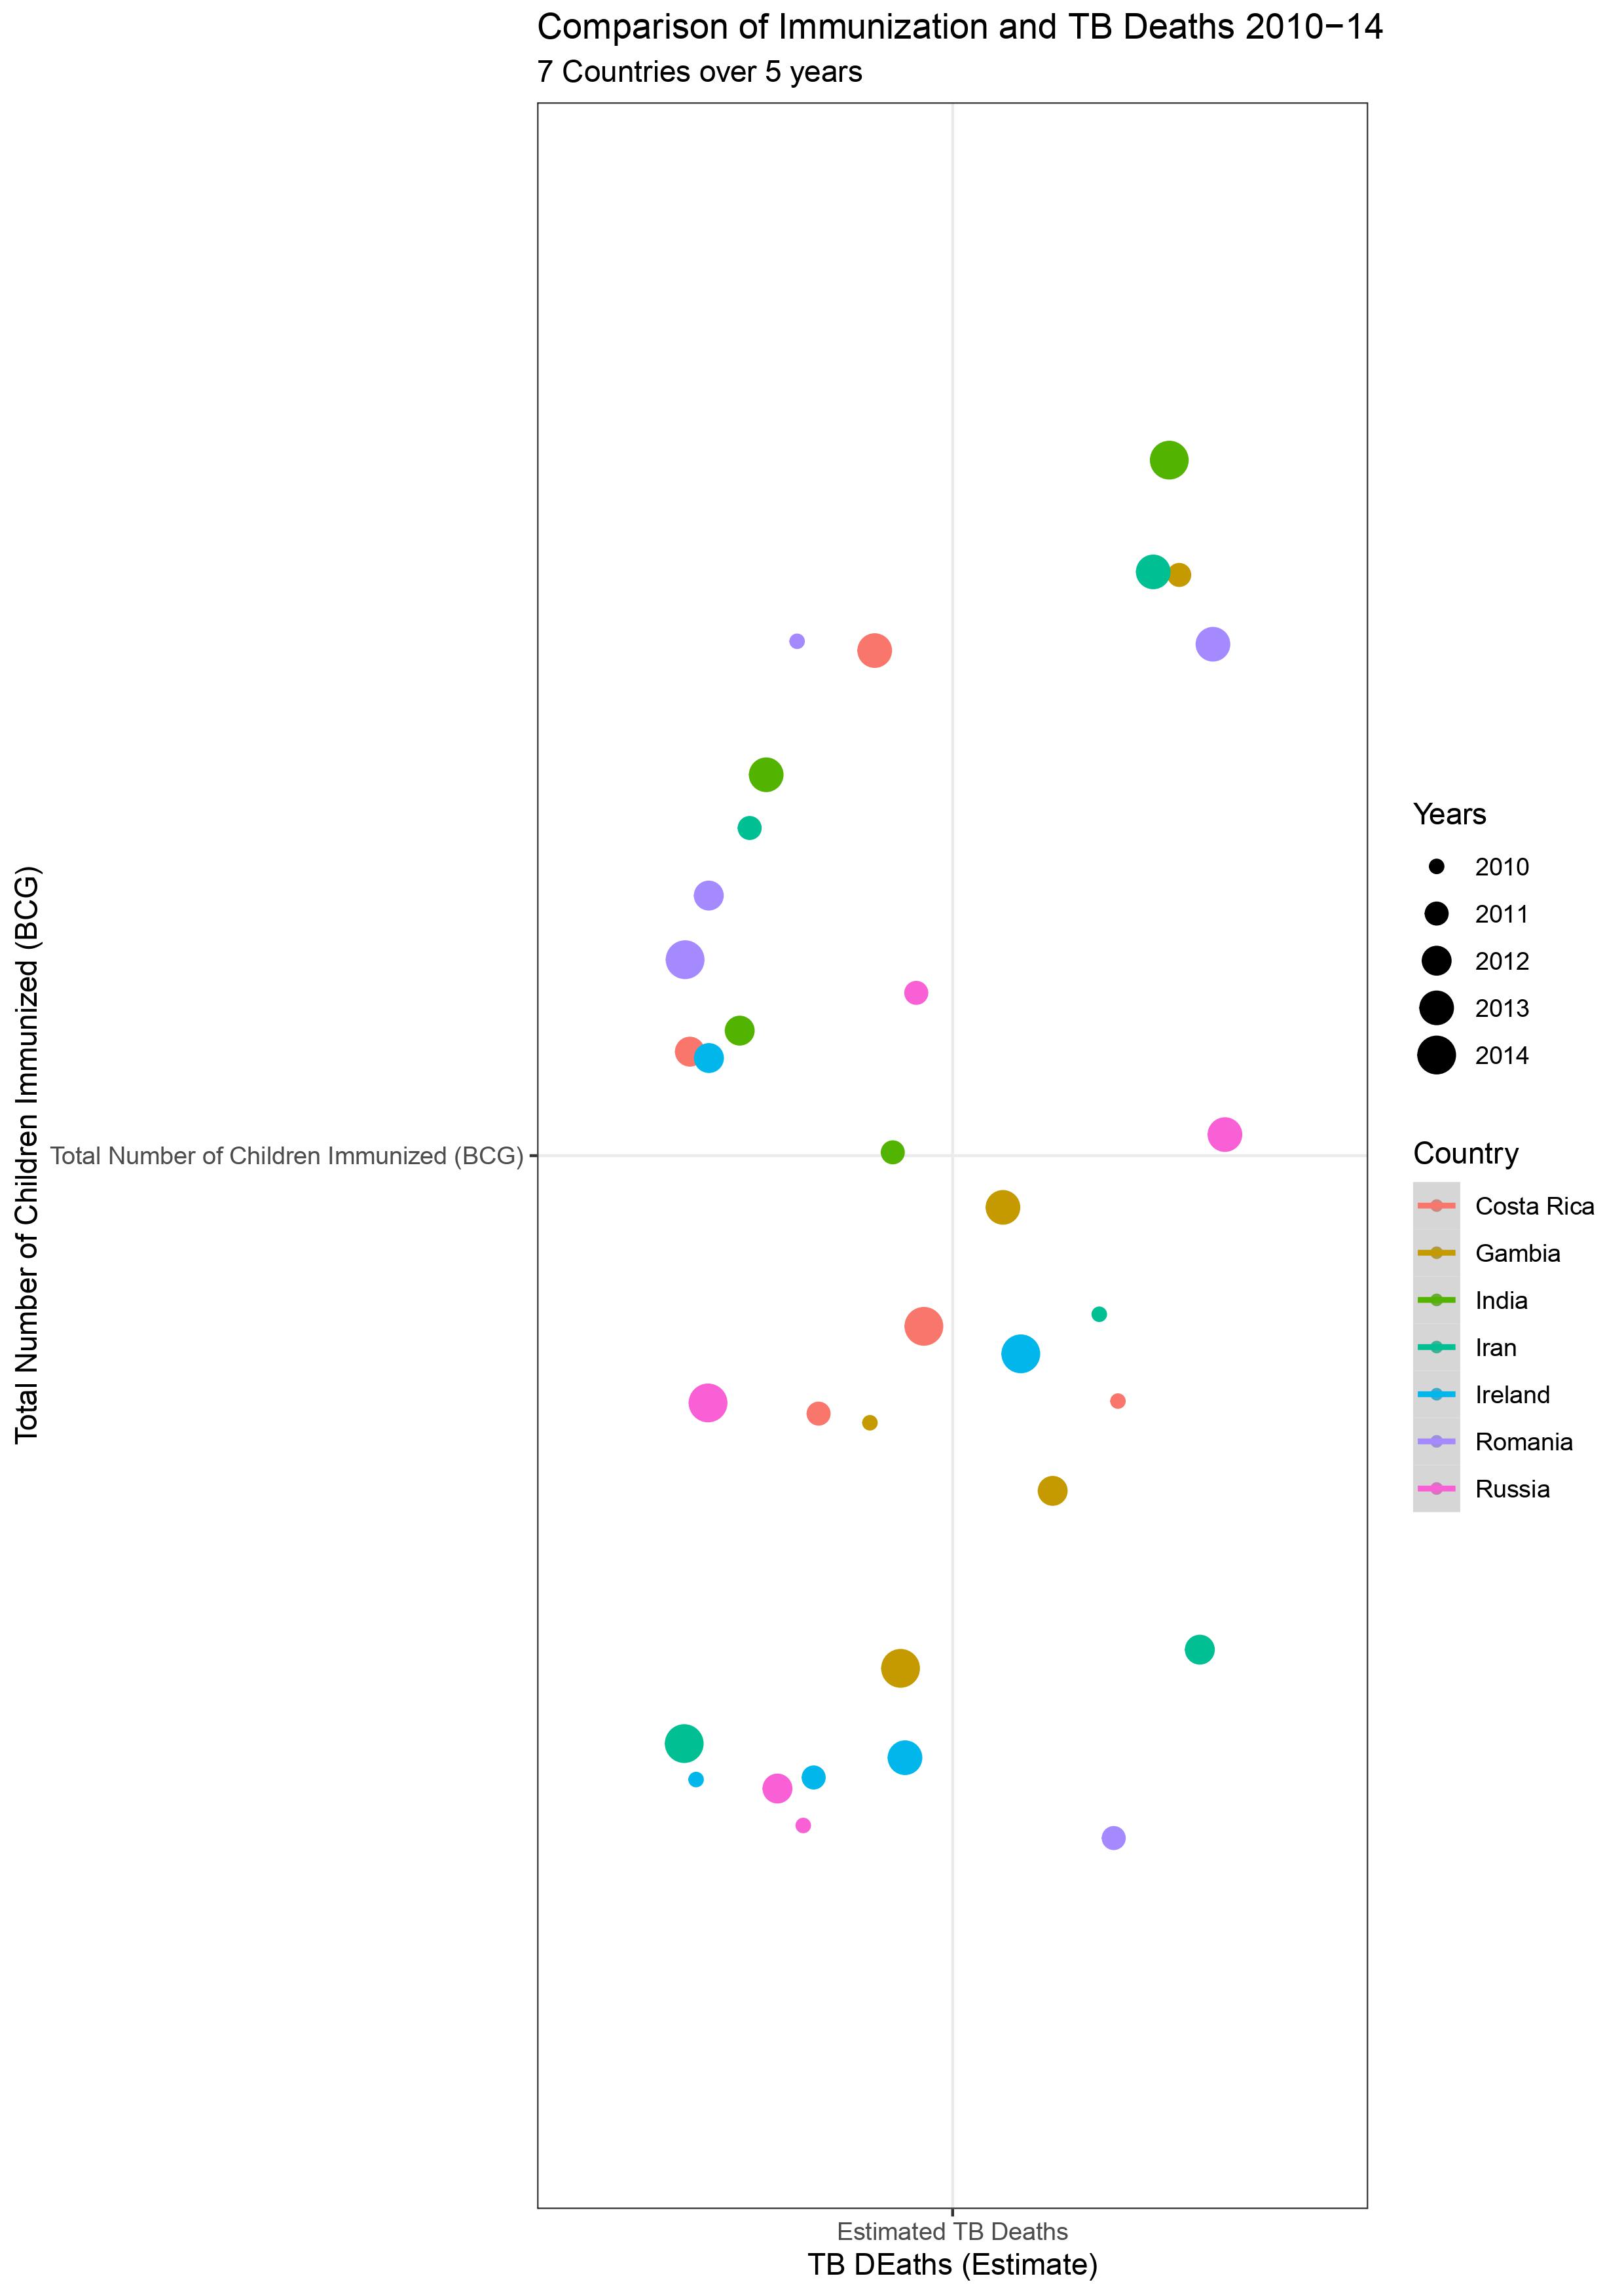 Comparison of Immunization and TB Deaths 2010−14
7 Countries over 5 years
Total Number of Children Immunized (BCG)
Total Number of Children Immunized (BCG)
Estimated TB Deaths
TB DEaths (Estimate)
Years
2010
2011
2012
2013
2014
Country
Costa Rica
Gambia
India
Iran
Ireland
Romania
Russia